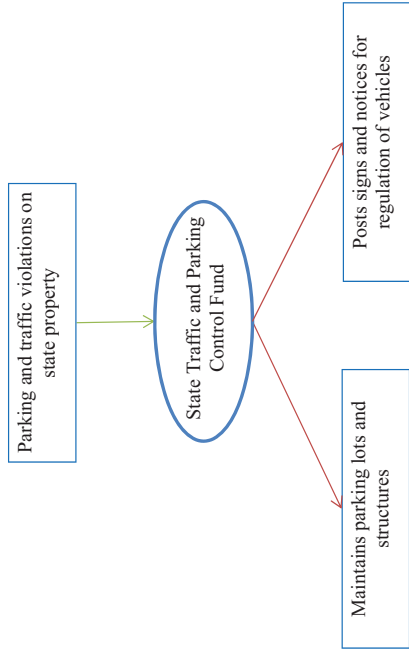 Parking and traffic violations on
state property
State Traffic and Parking
Control Fund
Maintains parking lots and
structures
Posts signs and notices for
regulation of vehicles